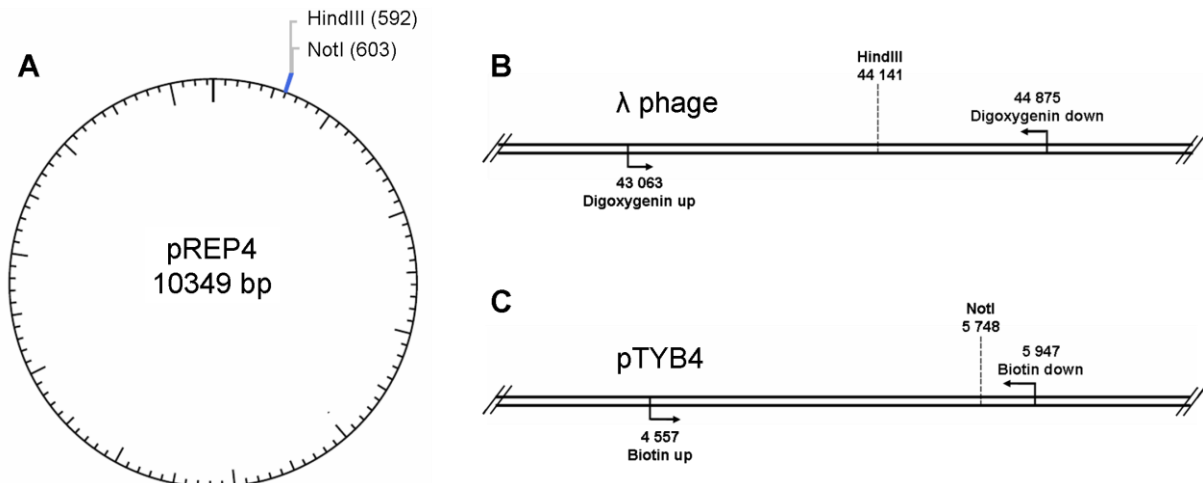 A
HindIII (592)
NotI (603)
pREP4
10349 bp
B
λ phage
HindIII
44 141
44 875
Digoxygenin down
43 063
Digoxygenin up
C
pTYB4
NotI
5 748
5 947
Biotin down
4 557
Biotin up